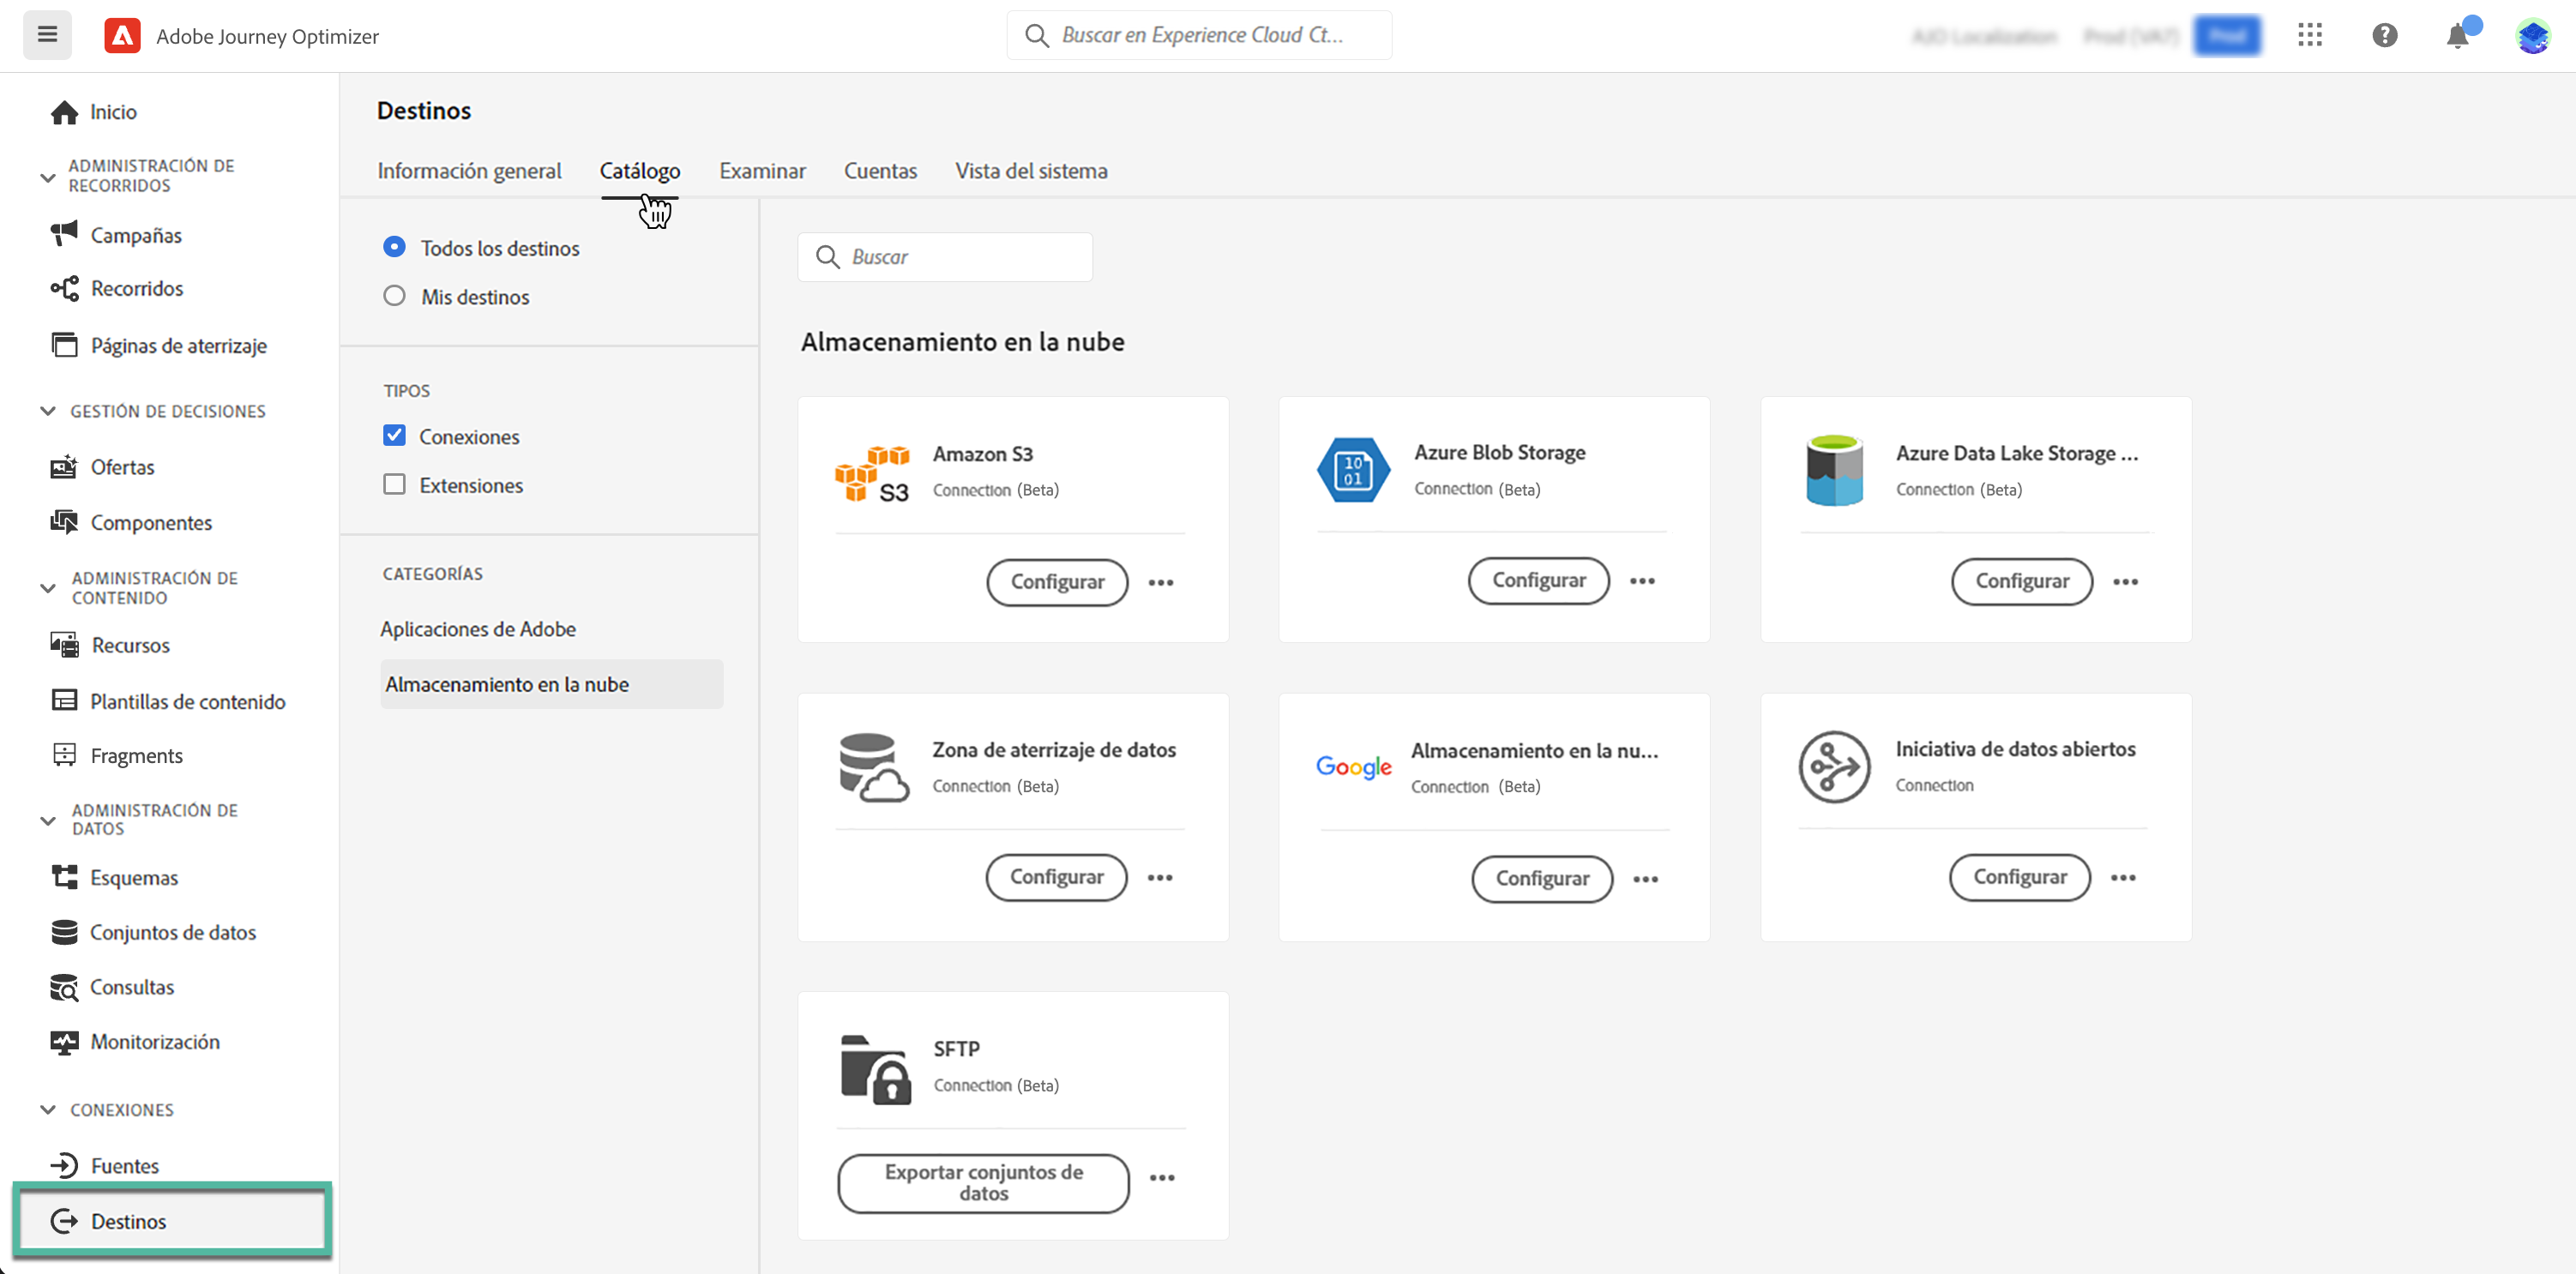 Adobe Journey Optimizer
Buscar en Experience Cloud Ct...
Inicio
ADMINISTRACIÓN DE
RECORRIDOS
Campañas
Recorridos
Páginas de aterrizaje
GESTIÓN DE DECISIONES
Ofertas
Componentes
ADMINISTRACIÓN DE
CONTENIDO
Recursos
Plantillas de contenido
Fragments
ADMINISTRACIÓN DE
DATOS
Esquemas
Conjuntos de datos
Consultas
Monitorización
CONEXIONES
Fuentes
Destinos
Destinos
Información general Catálogo Examinar Cuentas Vista del sistema
Todos los destinos
Mis destinos
TIPOS
Conexiones
Extensiones
CATEGORÍAS
Aplicaciones de Adobe
Almacenamiento en la nube
Buscar
Almacenamiento en la nube
S3
Amazon S3
Connection (Beta)
Configurar
10
01
Azure Blob Storage
Connection (Beta)
Configurar
Azure Data Lake Storage ...
Connection (Beta)
Configurar
Zona de aterrizaje de datos
Connection (Beta)
Configurar
Google
Almacenamiento en la nu...
Connection (Beta)
Configurar
Iniciativa de datos abiertos
Connection
Configurar
SFTP
Connection (Beta)
Exportar conjuntos de
datos